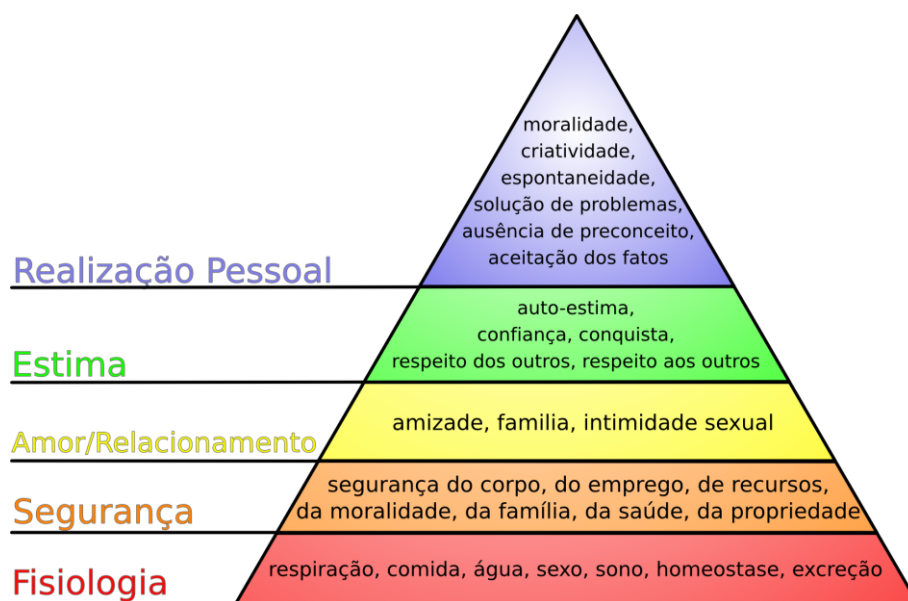 moralidade,
criatividade,
espontaneidade,
solução de problemas,
ausência de preconceito,
aceitação dos fatos
Realização Pessoal
auto-estima,
confiança, conquista,
respeito dos outros, respeito aos outros
Estima
amizade, familia, intimidade sexual
Amor/Relacionamento
segurança do corpo, do emprego, de recursos,
da moralidade, da família, da saúde, da propriedade
Segurança
respiração, comida, água, sexo, sono, homeostase, excreção
Fisiologia